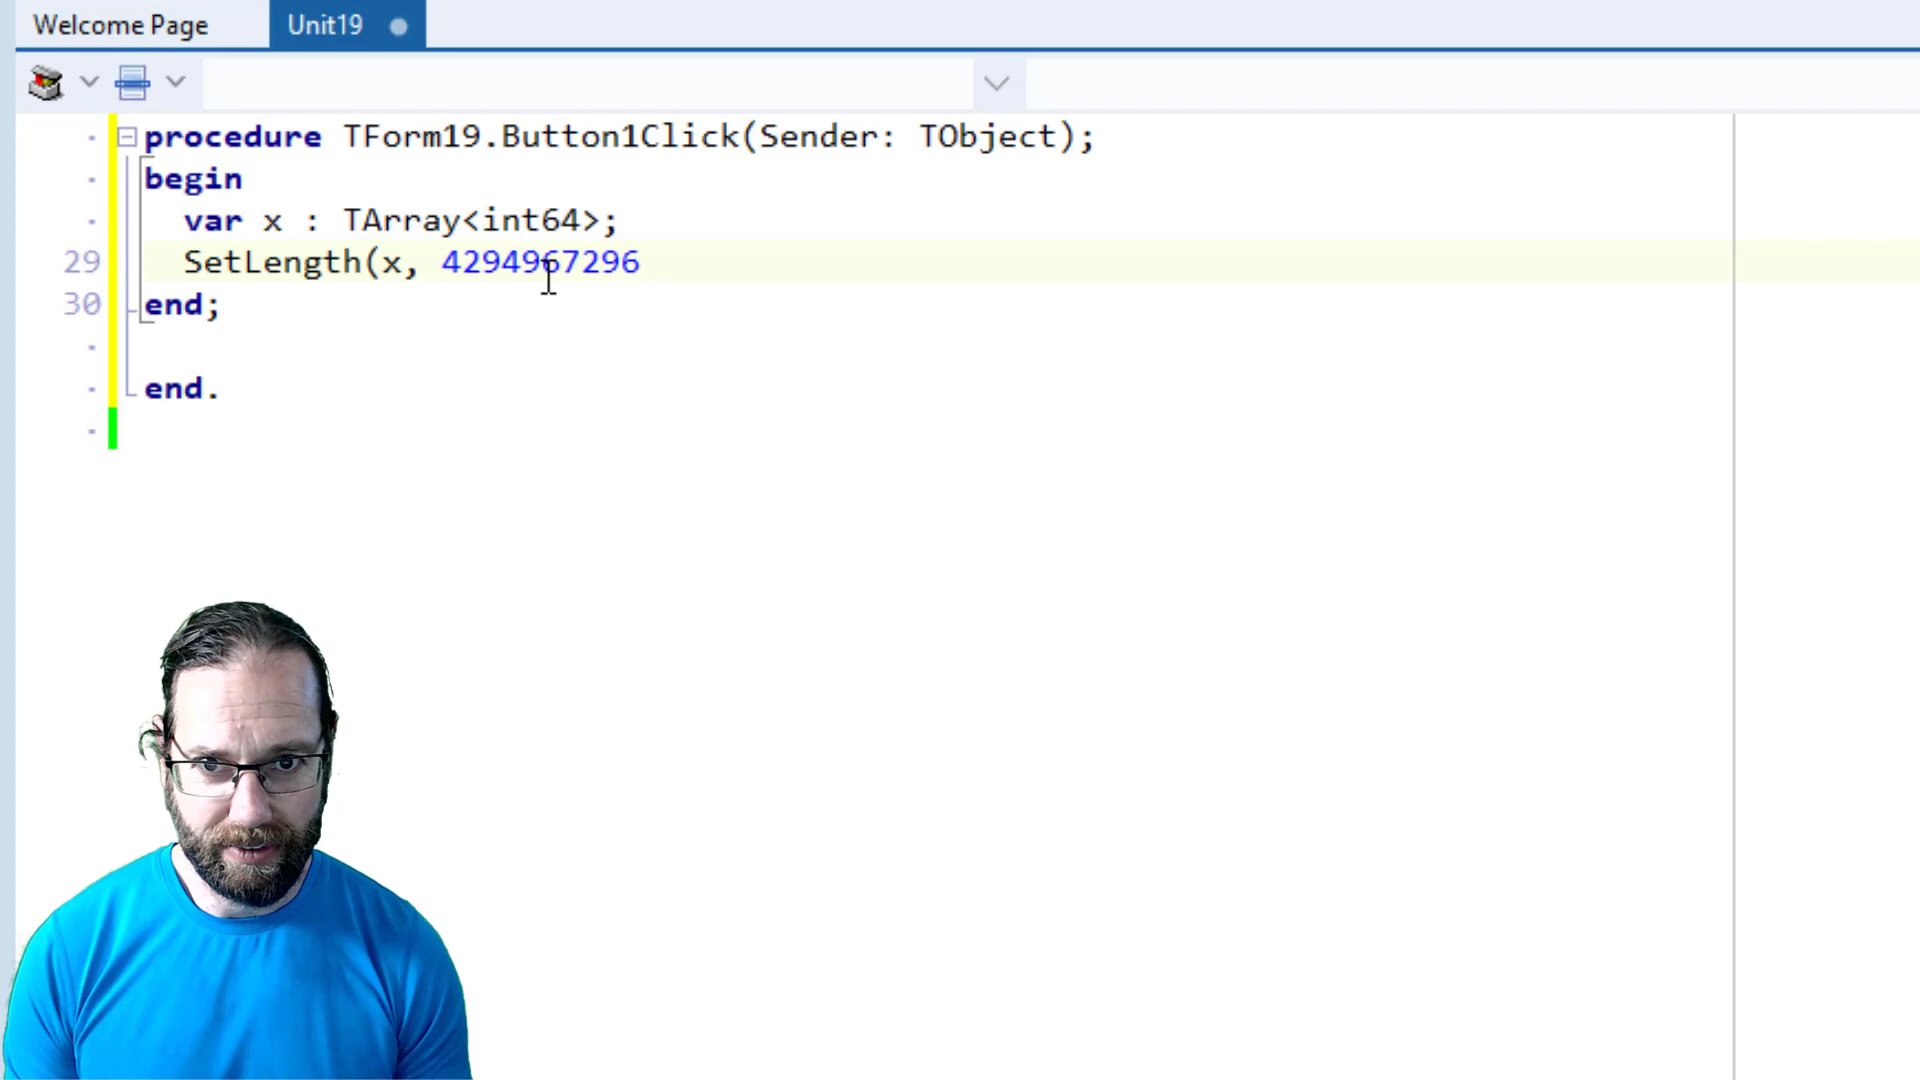 Welcome Page
Unit19
procedure TForm19.Button1Click(Sender: TObject);
begin
var x : TArray<int64>;
29 SetLength(x, 4294967296
30 end;
end.